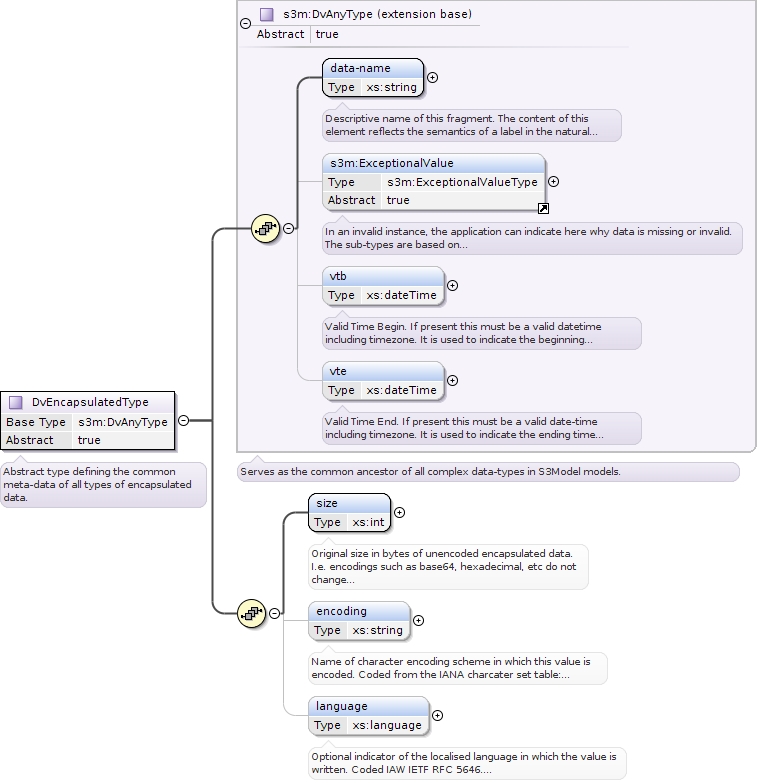 s3m:DvAnyType (extension base)
Abstract true
data-name
Type xs:string
Descriptive name of this fragment. The content of this
element reflects the semantics of a label in the natural...
s3m:ExceptionalValue
Type s3m:ExceptionalValueType
Abstract true
In an invalid instance, the application can indicate here why data is missing or invalid.
The sub-types are based on...
vtb
Type xs:dateTime
Valid Time Begin. If present this must be a valid datetime
including timezone. It is used to indicate the beginning...
vte
Type xs:dateTime
Valid Time End. If present this must be a valid date-time
including timezone. It is used to indicate the ending time...
DvEncapsulatedType
Base Type s3m:DvAnyType
Abstract true
Abstract type defining the common
meta-data of all types of encapsulated
data.
Serves as the common ancestor of all complex data-types in S3Model models.
size
Type xs:int
Original size in bytes of unencoded encapsulated data.
I.e. encodings such as base64, hexadecimal, etc do not
change...
encoding
Type xs:string
Name of character encoding scheme in which this value is
encoded. Coded from the IANA charcater set table:...
language
Type xs:language
Optional indicator of the localised language in which the value is
written. Coded IAW IETF RFC 5646....